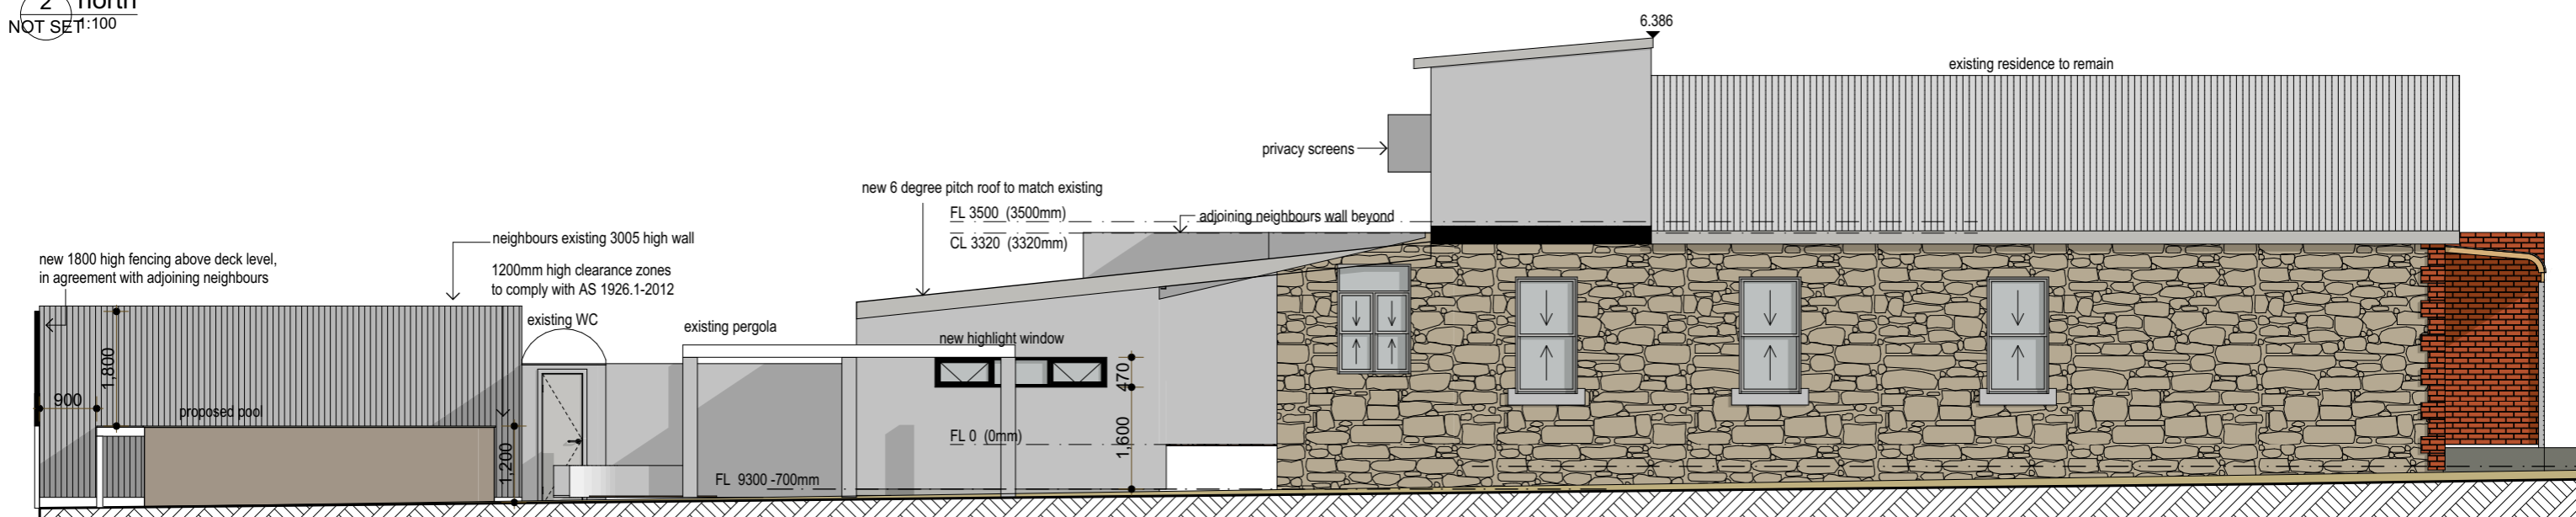 2
north
NOT SET
1:100
6.386
existing residence to remain
privacy screens
new 6 degree pitch roof to match existing
FL 3500 (3500mm)
adjoining neighbours wall beyond
CL 3320 (3320mm)
neighbours existing 3005 high wall
new 1800 high fencing above deck level,
in agreement with adjoining neighbours
1200mm high clearance zones
to comply with AS 1926.1-2012
existing WC
existing pergola
new highlight window
1,800
470
900
proposed pool
FL 0 (0mm)
1,600
1,200
FL 9300 -700mm